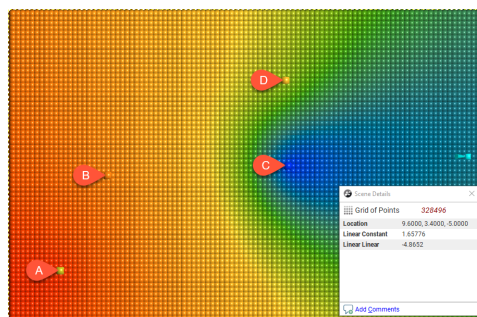 D
C
B
A
Scene Details
Grid of Points 328496
Location 9.6000, 3.4000, -5.0000
Linear Constant 1.65776
Linear Linear -4.8652
Add Comments